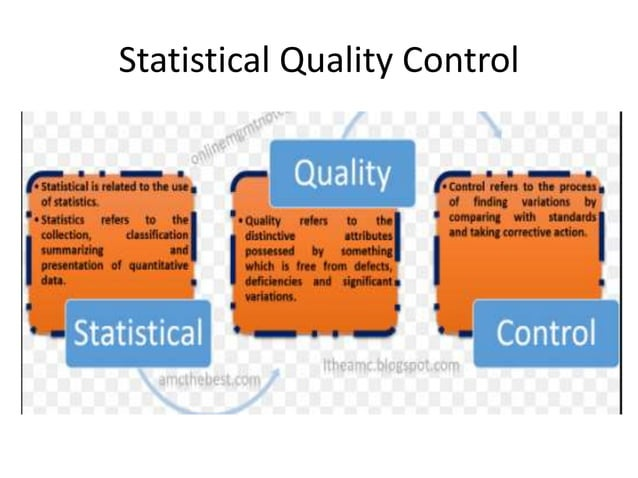 Statistical Quality Control
onlinemgrntnotes
• Statistical is related to the use
of statistics.
• Statistics refers to the
collection, classification
summarizing and
presentation of quantitative
data.
Statistical
Quality
• Quality refers to the
distinctive attributes
possessed by something
which is free from defects,
deficiencies and significant
variations.
• Control refers to the process
of finding variations by
comparing with standards
and taking corrective action.
Control
amcthebest.com
ltheamc.blogspot.com